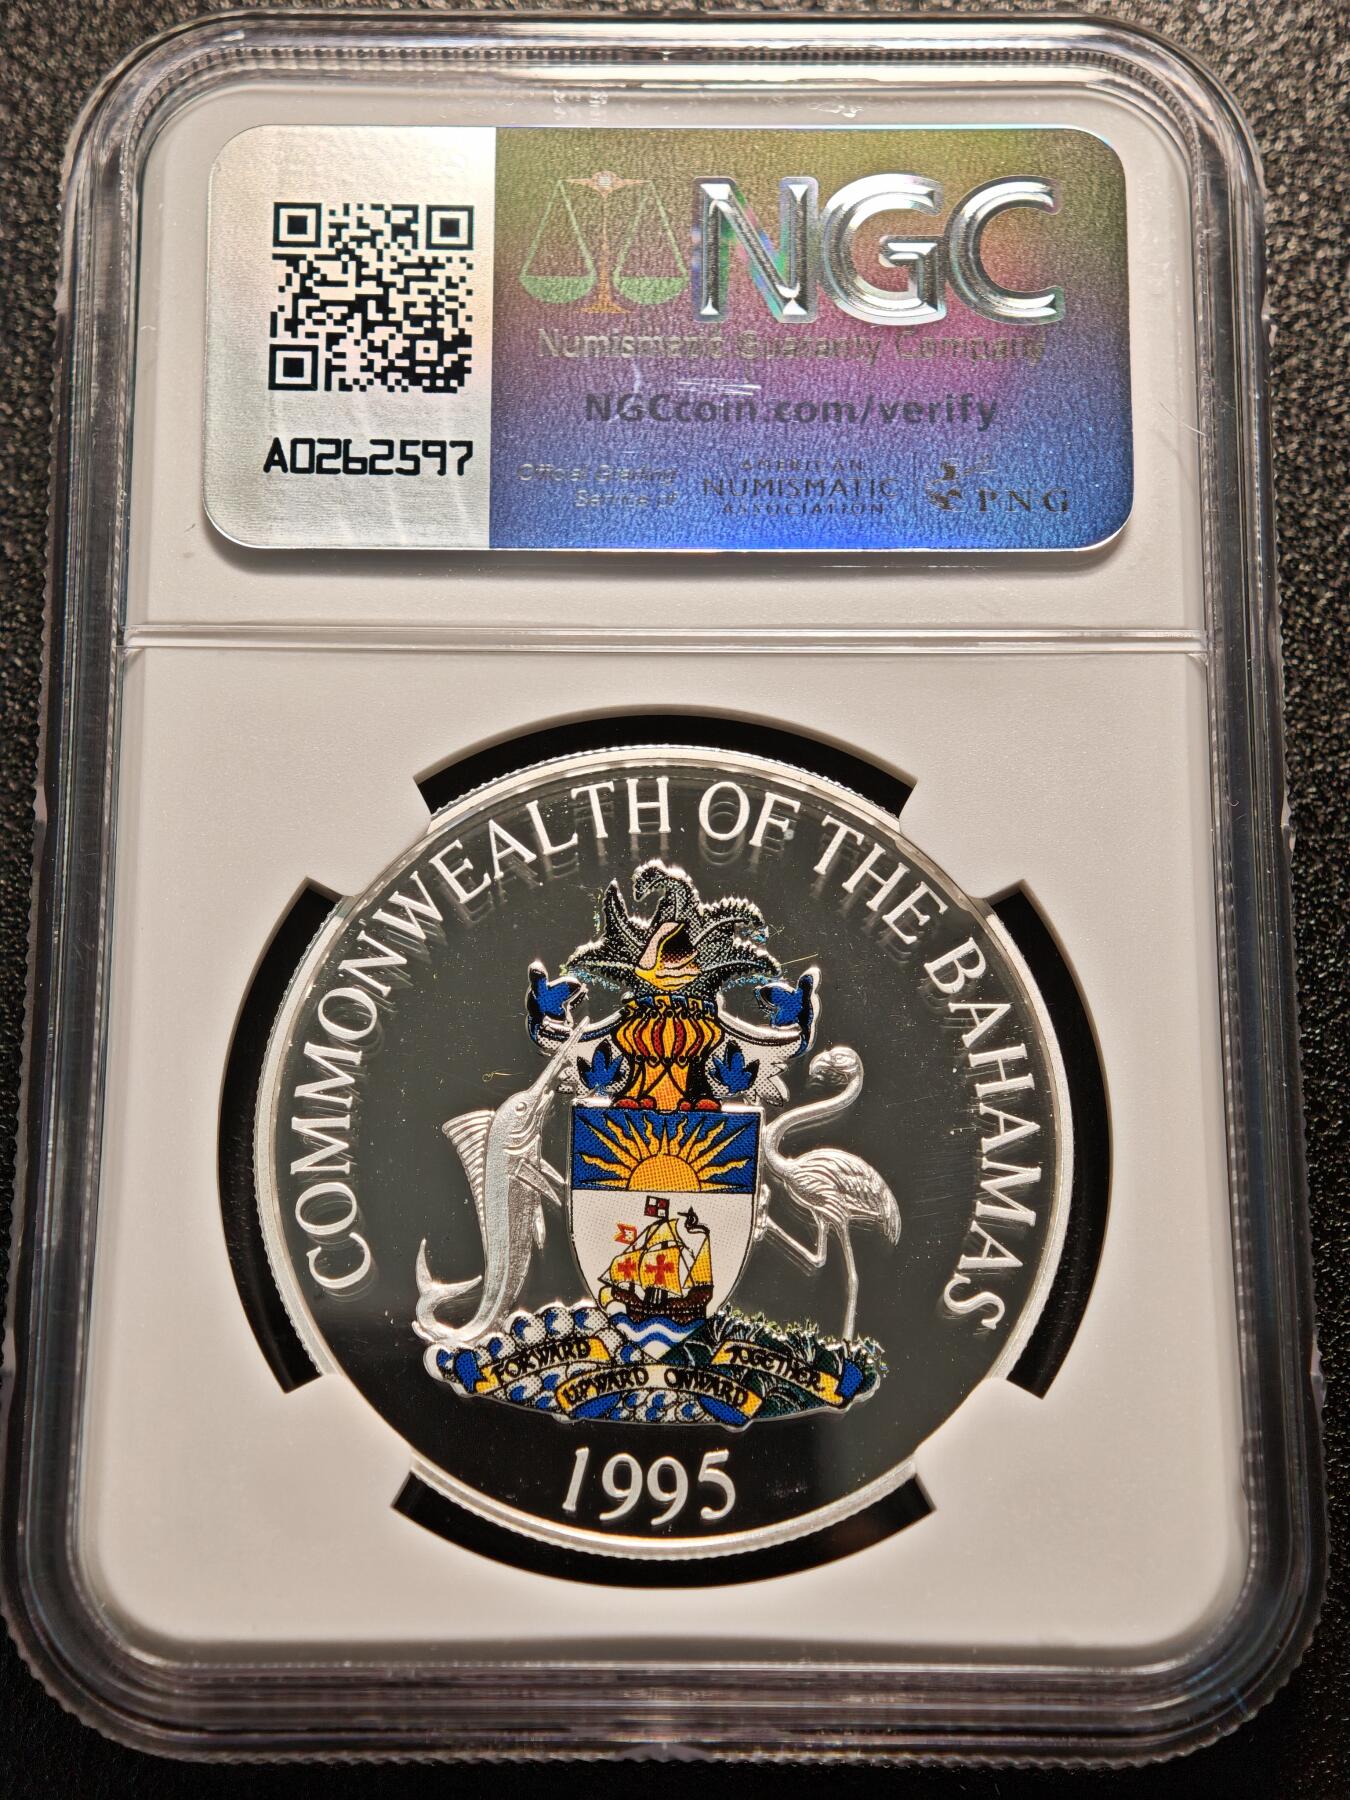 NGC
Numismatic Guaranty Company
NGCcoin.com/verify
A0262597
Official Grading
Service of
AMERICAN
NUMISMATIC
ASSOCIATION
PNG
COMMONWEALTH OF THE BAHAMAS
FORWARD
UPWARD ONWARD
TOGETHER
1995